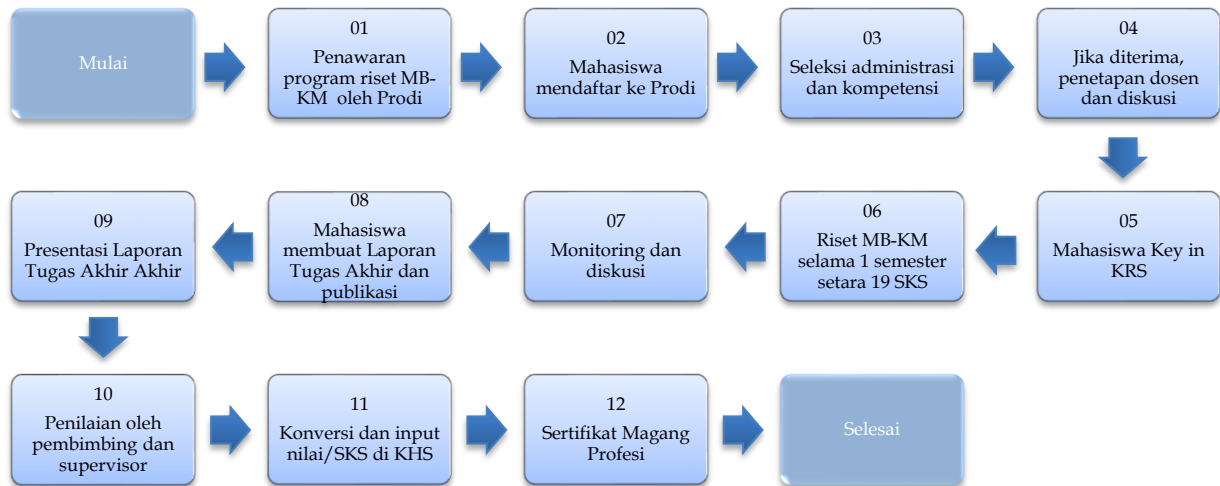 Mulai
01
Penawaran
program riset MB-
KM oleh Prodi
02
Mahasiswa
mendaftar ke Prodi
03
Seleksi administrasi
dan kompetensi
04
Jika diterima,
penetapan dosen
dan diskusi
05
Mahasiswa Key in
KRS
06
Riset MB-KM
selama 1 semester
setara 19 SKS
07
Monitoring dan
diskusi
08
Mahasiswa
membuat Laporan
Tugas Akhir dan
publikasi
09
Presentasi Laporan
Tugas Akhir Akhir
10
Penilaian oleh
pembimbing dan
supervisor
11
Konversi dan input
nilai/SKS di KHS
12
Sertifikat Magang
Profesi
Selesai